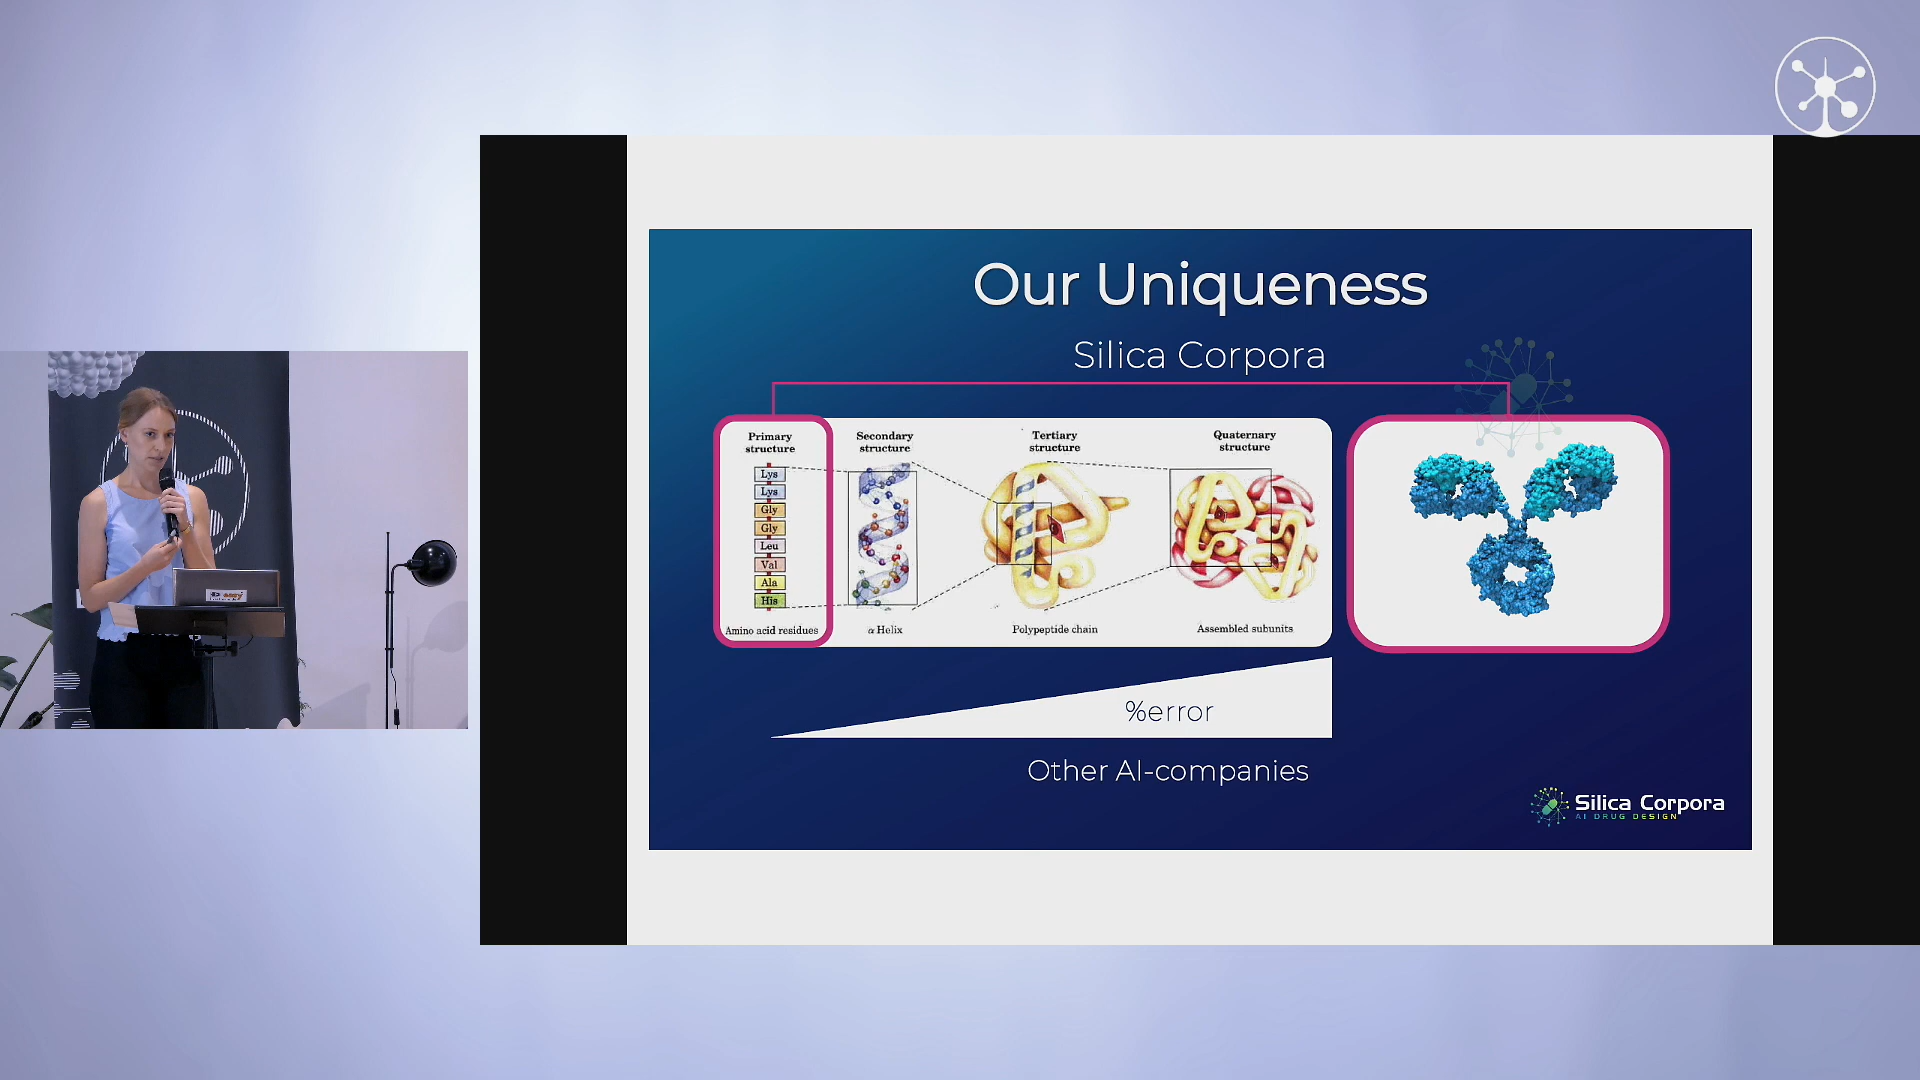 Our Uniqueness
Silica Corpora
Primary
structure
Lys
Lys
Gly
Gly
Leu
Val
Ala
His
Amino acid residues
Secondary
structure
α Helix
Tertiary
structure
Polypeptide chain
Quaternary
structure
Assembled subunits
%error
Other AI-companies
Silica Corpora
AI DRUG DESIGN